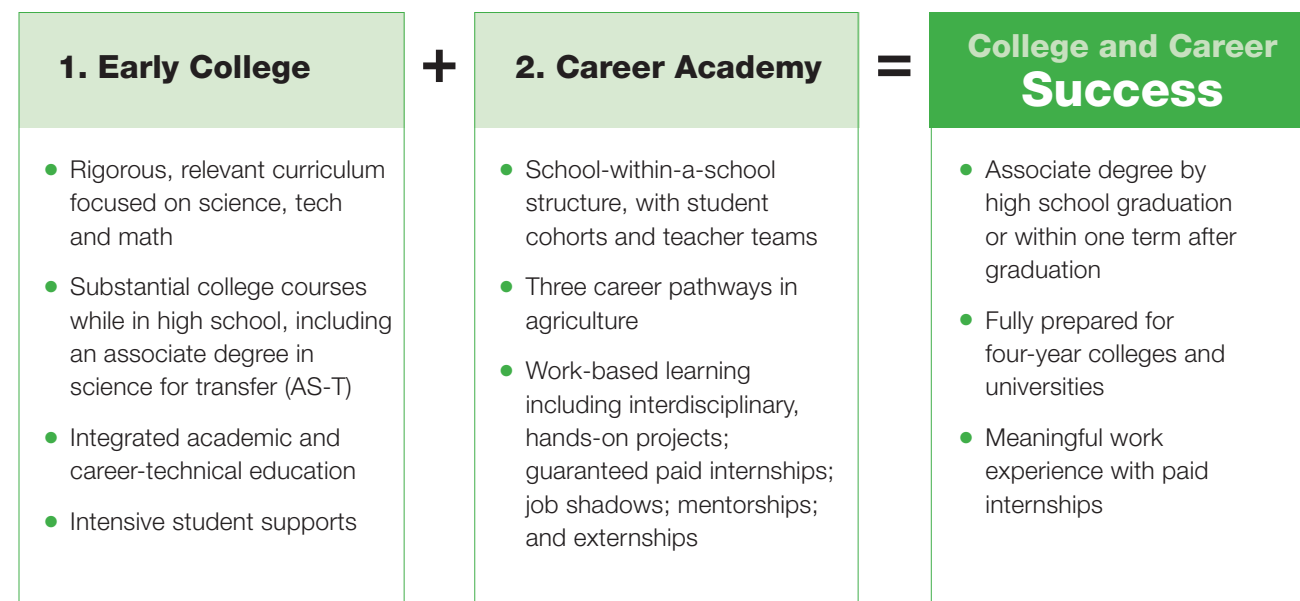 1. Early College
+
2. Career Academy
=
College and Career
Success
• Rigorous, relevant curriculum
focused on science, tech
and math
• Substantial college courses
while in high school, including
an associate degree in
science for transfer (AS-T)
• Integrated academic and
career-technical education
• Intensive student supports
• School-within-a-school
structure, with student
cohorts and teacher teams
• Three career pathways in
agriculture
• Work-based learning
including interdisciplinary,
hands-on projects;
guaranteed paid internships;
job shadows; mentorships;
and externships
• Associate degree by
high school graduation
or within one term after
graduation
• Fully prepared for
four-year colleges and
universities
• Meaningful work
experience with paid
internships